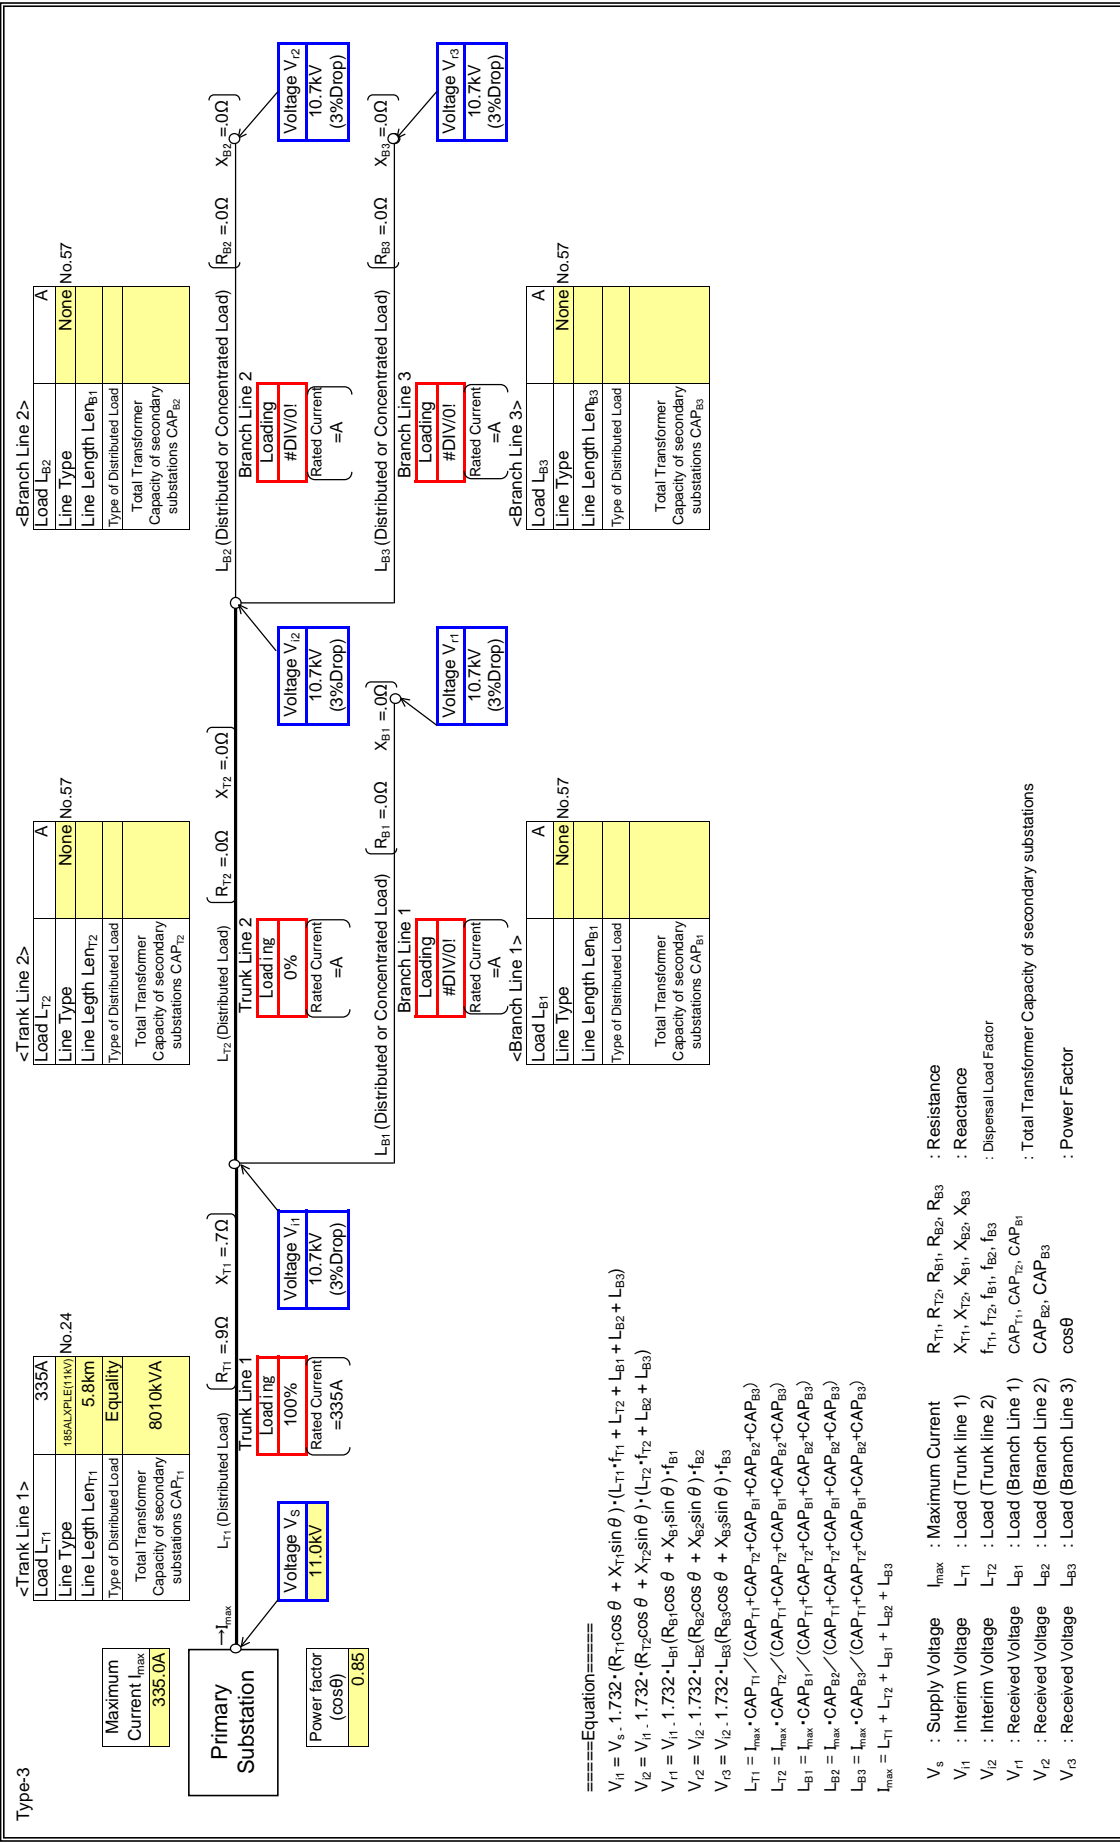 Type-3
<Trank Line 1>
Load LT1 335A
Line Type 185ALXPLE(11kV) No.24
Line Legth LenT1 5.8km
Type of Distributed Load Equality
Total Transformer
Capacity of secondary
substations CAPT1
8010kVA
<Trank Line 2>
Load LT2 A
Line Type None No.57
Line Legth LenT2
Type of Distributed Load
Total Transformer
Capacity of secondary
substations CAPT2
<Branch Line 2>
Load LB2 A
Line Type None No.57
Line Length LenB1
Type of Distributed Load
Total Transformer
Capacity of secondary
substations CAPB2
Maximum
Current Imax
335.0A
Primary
Substation
Power factor
(cosθ)
0.85
→Imax
Voltage Vs
11.0kV
LT1 (Distributed Load) RT1 =.9Ω XT1 =.7Ω
Trunk Line 1
Loading
100%
Rated Current
=335A
Voltage Vi1
10.7kV
(3%Drop)
LT2 (Distributed Load) RT2 =.0Ω XT2 =.0Ω
Trunk Line 2
Loading
0%
Rated Current
=A
Voltage Vi2
10.7kV
(3%Drop)
LB2 (Distributed or Concentrated Load) RB2 =.0Ω XB2 =.0Ω
Branch Line 2
Loading
#DIV/0!
Rated Current
=A
Voltage Vr2
10.7kV
(3%Drop)
LB1 (Distributed or Concentrated Load) RB1 =.0Ω XB1 =.0Ω
Branch Line 1
Loading
#DIV/0!
Rated Current
=A
Voltage Vr1
10.7kV
(3%Drop)
LB3 (Distributed or Concentrated Load) RB3 =.0Ω XB3 =.0Ω
Branch Line 3
Loading
#DIV/0!
Rated Current
=A
Voltage Vr3
10.7kV
(3%Drop)
<Branch Line 1>
Load LB1 A
Line Type None No.57
Line Length LenB1
Type of Distributed Load
Total Transformer
Capacity of secondary
substations CAPB1
<Branch Line 3>
Load LB3 A
Line Type None No.57
Line Length LenB3
Type of Distributed Load
Total Transformer
Capacity of secondary
substations CAPB3
=====Equation=====
Vi1 = Vs - 1.732・(RT1cos θ + XT1sin θ)・(LT1・fT1 + LT2 + LB1 + LB2 + LB3)
Vi2 = Vi1 - 1.732・(RT2cos θ + XT2sin θ)・(LT2・fT2 + LB2 + LB3)
Vr1 = Vi1 - 1.732・LB1(RB1cos θ + XB1sin θ)・fB1
Vr2 = Vi2 - 1.732・LB2(RB2cos θ + XB2sin θ)・fB2
Vr3 = Vi2 - 1.732・LB3(RB3cos θ + XB3sin θ)・fB3
LT1 = Imax・CAPT1／(CAPT1+CAPT2+CAPB1+CAPB2+CAPB3)
LT2 = Imax・CAPT2／(CAPT1+CAPT2+CAPB1+CAPB2+CAPB3)
LB1 = Imax・CAPB1／(CAPT1+CAPT2+CAPB1+CAPB2+CAPB3)
LB2 = Imax・CAPB2／(CAPT1+CAPT2+CAPB1+CAPB2+CAPB3)
LB3 = Imax・CAPB3／(CAPT1+CAPT2+CAPB1+CAPB2+CAPB3)
Imax = LT1 + LT2 + LB1 + LB2 + LB3
Vs : Supply Voltage Imax : Maximum Current RT1, RT2, RB1, RB2, RB3 : Resistance
Vi1 : Interim Voltage LT1 : Load (Trunk line 1) XT1, XT2, XB1, XB2, XB3 : Reactance
Vi2 : Interim Voltage LT2 : Load (Trunk line 2) fT1, fT2, fB1, fB2, fB3 : Dispersal Load Factor
Vr1 : Received Voltage LB1 : Load (Branch Line 1) CAPT1, CAPT2, CAPB1
Vr2 : Received Voltage LB2 : Load (Branch Line 2) CAPB2, CAPB3 : Total Transformer Capacity of secondary substations
Vr3 : Received Voltage LB3 : Load (Branch Line 3) cosθ : Power Factor